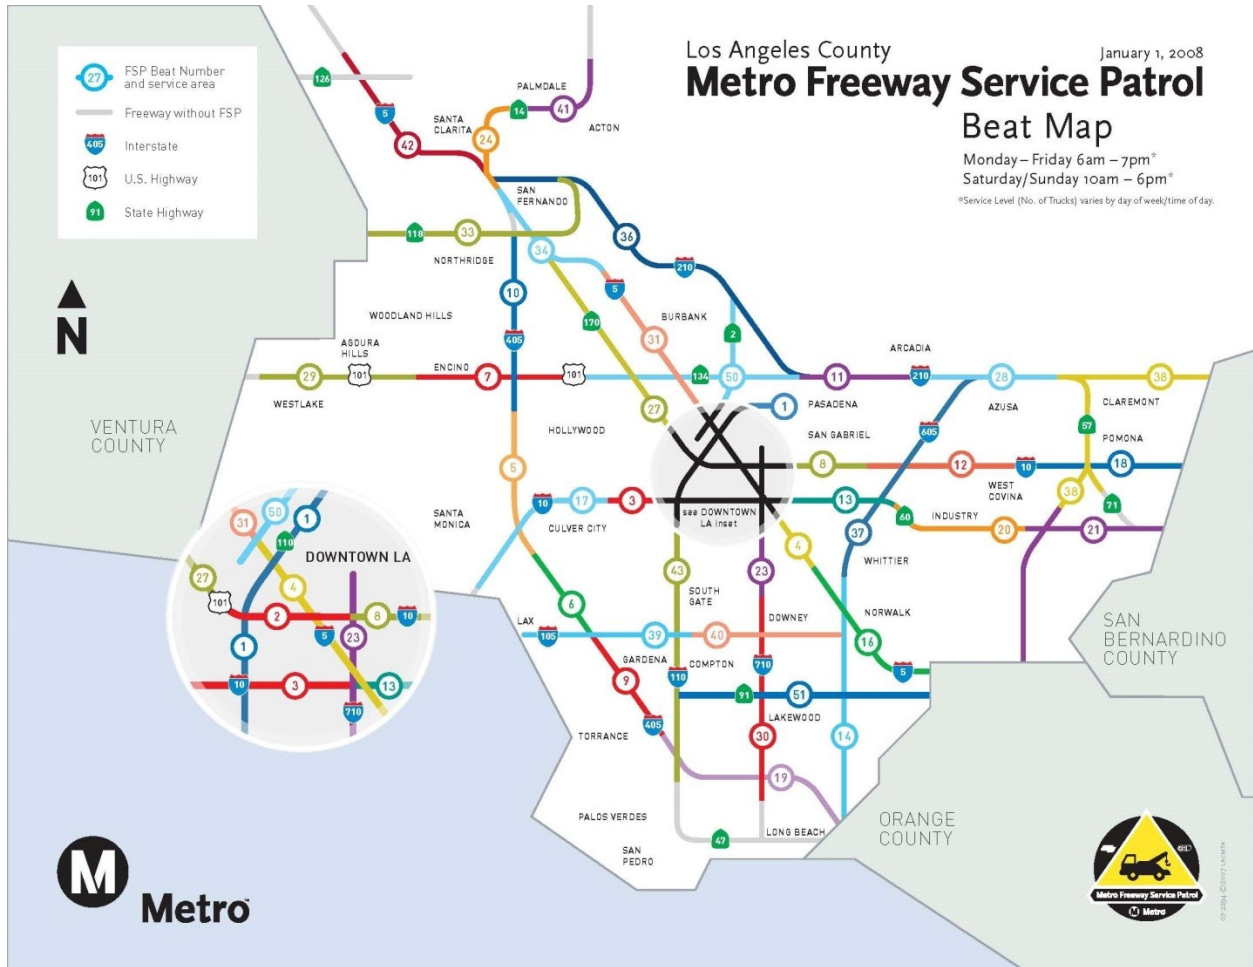 Los Angeles County
January 1, 2008
Metro Freeway Service Patrol
Beat Map
Monday – Friday 6am – 7pm*
Saturday/Sunday 10am – 6pm*
*Service Level (No. of Trucks) varies by day of week/time of day.
27
FSP Beat Number
and service area
Freeway without FSP
405
Interstate
101
U.S. Highway
91
State Highway
N
126
5
42
SANTA
CLARITA
24
PALMDALE
14
41
ACTON
SAN
FERNANDO
118
33
NORTHRIDGE
34
36
210
10
5
170
BURBANK
31
2
WOODLAND HILLS
405
AGOURA
HILLS
ENCINO
29
101
7
101
134
50
11
ARCADIA
210
28
38
WESTLAKE
PASADENA
AZUSA
CLAREMONT
27
1
HOLLYWOOD
SAN GABRIEL
605
57
POMONA
VENTURA
COUNTY
5
8
12
10
18
WEST
COVINA
38
71
SANTA
MONICA
10
17
3
CULVER CITY
see DOWNTOWN
LA inset
13
60
INDUSTRY
20
21
37
4
WHITTIER
43
23
SOUTH
GATE
DOWNEY
NORWALK
6
LAX
105
39
40
16
5
GARDENA
COMPTON
710
110
9
91
51
LAKEWOOD
405
TORRANCE
30
14
19
PALOS VERDES
47
LONG BEACH
SAN
PEDRO
SAN
BERNARDINO
COUNTY
ORANGE
COUNTY
50
1
31
110
DOWNTOWN LA
27
4
101
2
8
10
5
23
1
10
3
13
710
M
Metro
Metro Freeway Service Patrol
M Metro
07-2294 ©2007 LACMTA